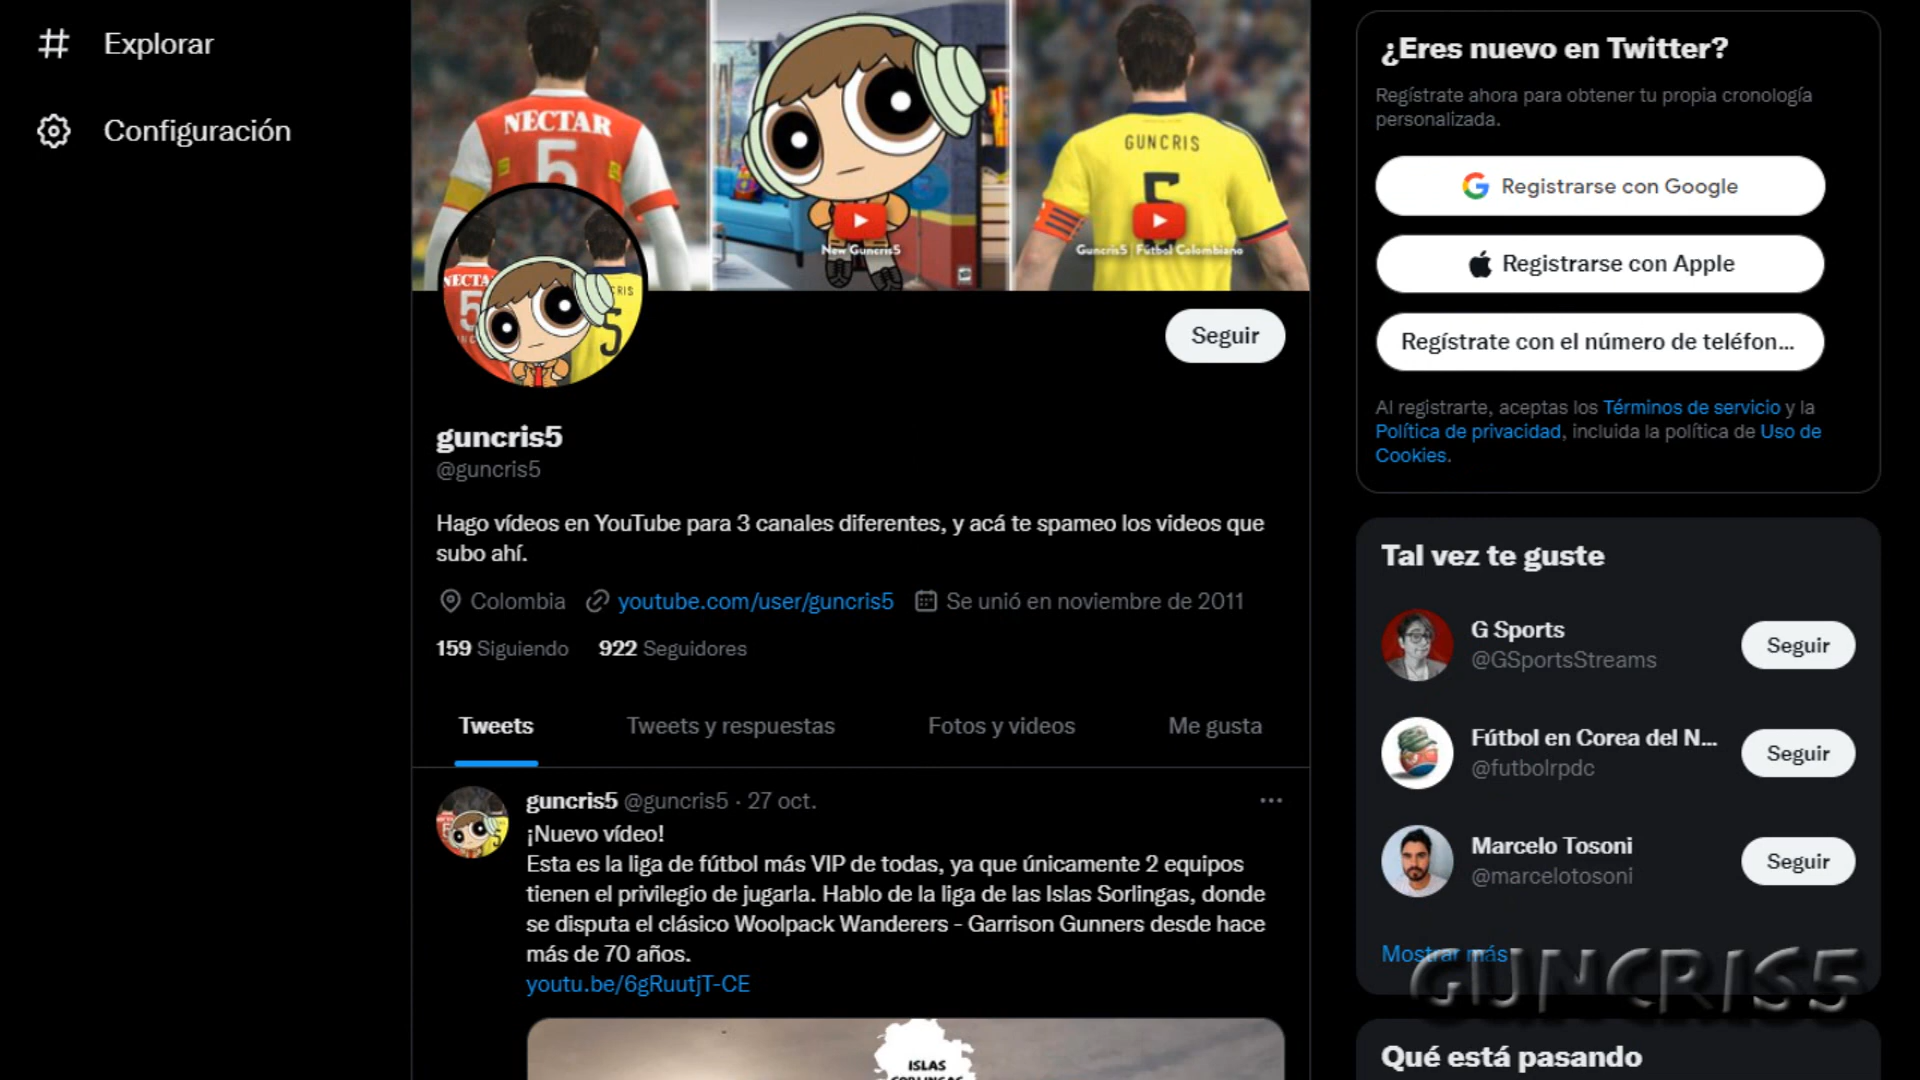 Explorar
Configuración
NECTAR
5
New Guncris5
GUNCRIS
5
Guncris5 | Fútbol Colombiano
Seguir
guncris5
@guncris5
Hago vídeos en YouTube para 3 canales diferentes, y acá te spameo los videos que
subo ahí.
Colombia youtube.com/user/guncris5 Se unió en noviembre de 2011
159 Siguiendo 922 Seguidores
Tweets Tweets y respuestas Fotos y videos Me gusta
guncris5 @guncris5 · 27 oct.
¡Nuevo vídeo!
Esta es la liga de fútbol más VIP de todas, ya que únicamente 2 equipos
tienen el privilegio de jugarla. Hablo de la liga de las Islas Sorlingas, donde
se disputa el clásico Woolpack Wanderers - Garrison Gunners desde hace
más de 70 años.
youtu.be/6gRuutjT-CE
ISLAS
SORLINGAS
¿Eres nuevo en Twitter?
Regístrate ahora para obtener tu propia cronología
personalizada.
Registrarse con Google
Registrarse con Apple
Regístrate con el número de teléfon...
Al registrarte, aceptas los Términos de servicio y la
Política de privacidad, incluida la política de Uso de
Cookies.
Tal vez te guste
G Sports
@GSportsStreams
Seguir
Fútbol en Corea del N...
@futbolrpdc
Seguir
Marcelo Tosoni
@marcelotosoni
Seguir
Mostrar más
GUNCRIS5
Qué está pasando